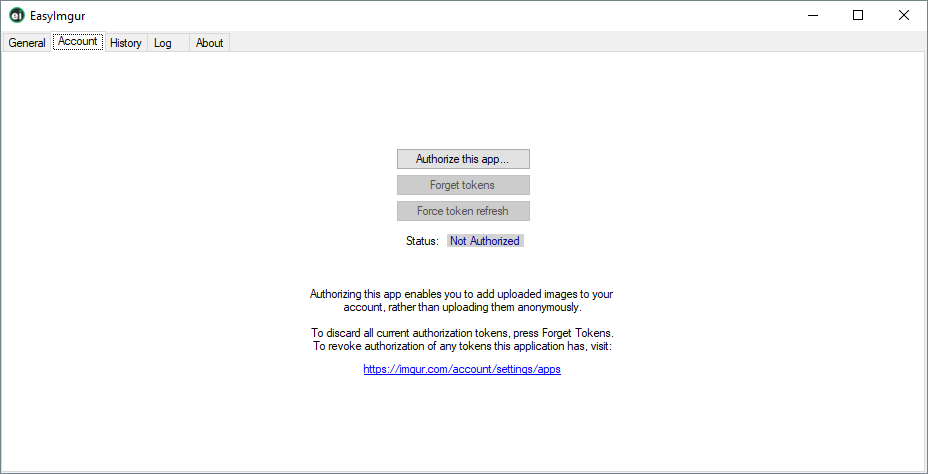 EasyImgur
General Account History Log About
Authorize this app...
Forget tokens
Force token refresh
Status: Not Authorized
Authorizing this app enables you to add uploaded images to your
account, rather than uploading them anonymously.
To discard all current authorization tokens, press Forget Tokens.
To revoke authorization of any tokens this application has, visit:
https://imgur.com/account/settings/apps